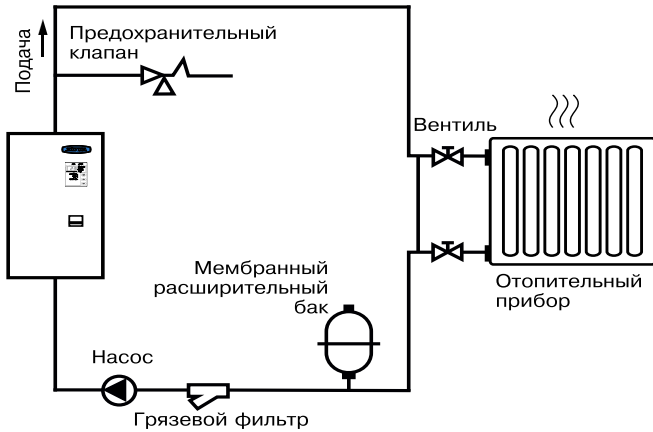 Подача
Предохранительный
клапан
Вентиль
Отопительный
прибор
Мембранный
расширительный
бак
Насос
Грязевой фильтр